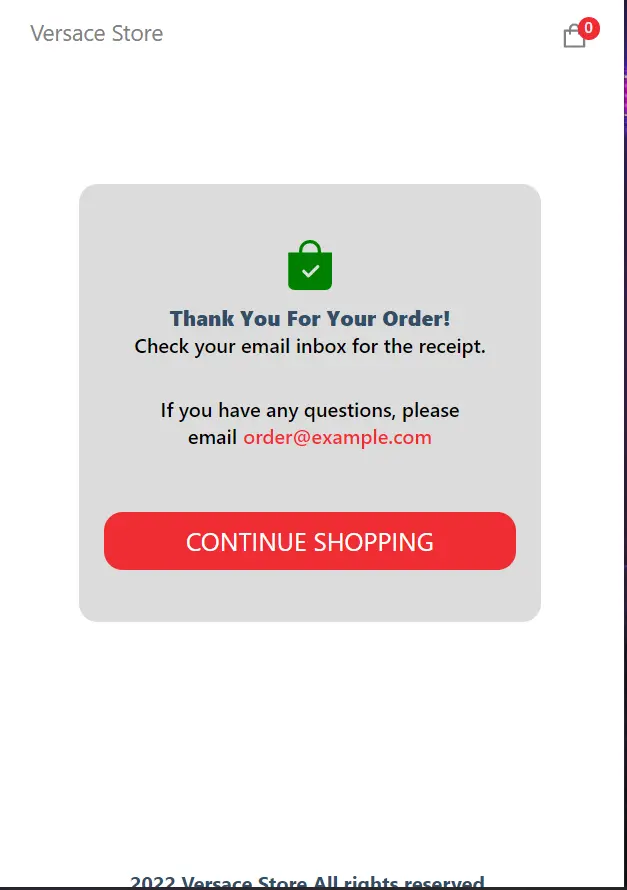 Versace Store
0
Thank You For Your Order!
Check your email inbox for the receipt.
If you have any questions, please
email order@example.com
CONTINUE SHOPPING
2022 Versace Store All rights reserved